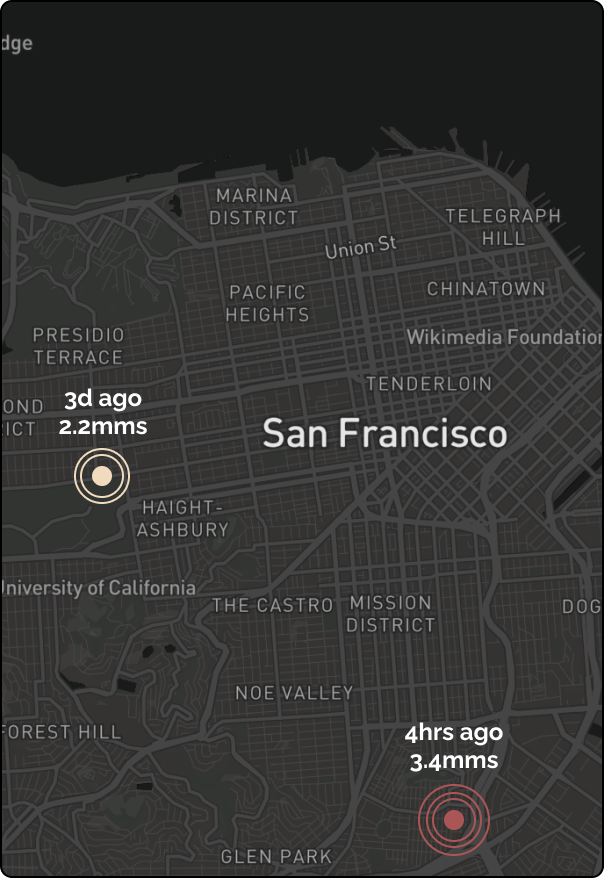 dge
MARINA
DISTRICT
TELEGRAPH
HILL
Union St
PACIFIC
HEIGHTS
CHINATOWN
PRESIDIO
TERRACE
Wikimedia Foundation
TENDERLOIN
OND
RICT
3d ago
2.2mms
San Francisco
HAIGHT-
ASHBURY
University of California
THE CASTRO
MISSION
DISTRICT
DOG
NOE VALLEY
FOREST HILL
4hrs ago
3.4mms
GLEN PARK